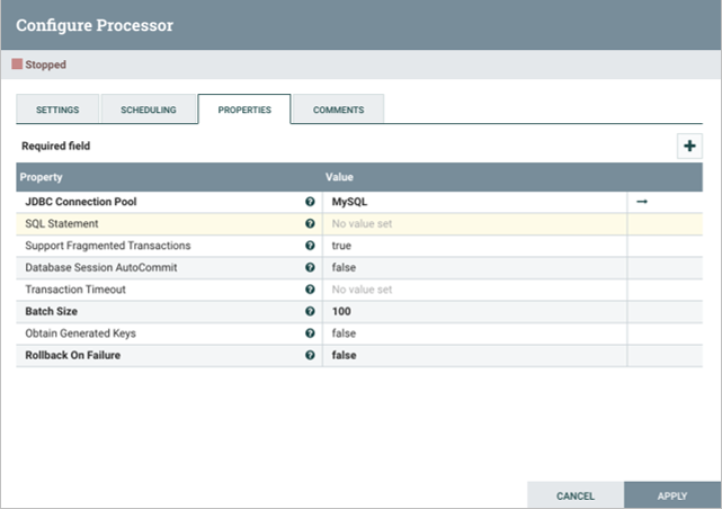 Configure Processor
Stopped
SETTINGS SCHEDULING PROPERTIES COMMENTS
Required field
Property Value
JDBC Connection Pool MySQL
SQL Statement No value set
Support Fragmented Transactions true
Database Session AutoCommit false
Transaction Timeout No value set
Batch Size 100
Obtain Generated Keys false
Rollback On Failure false
CANCEL APPLY